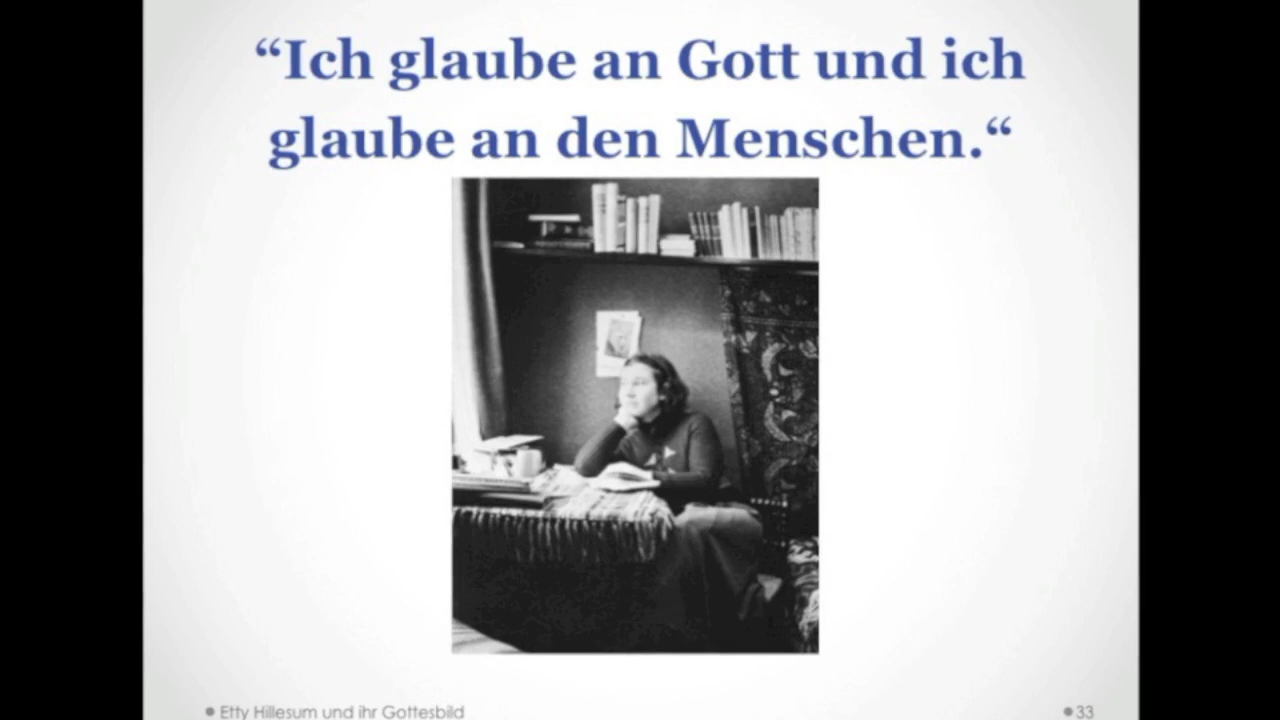 “Ich glaube an Gott und ich
glaube an den Menschen.“
Etty Hillesum und ihr Gottesbild
33